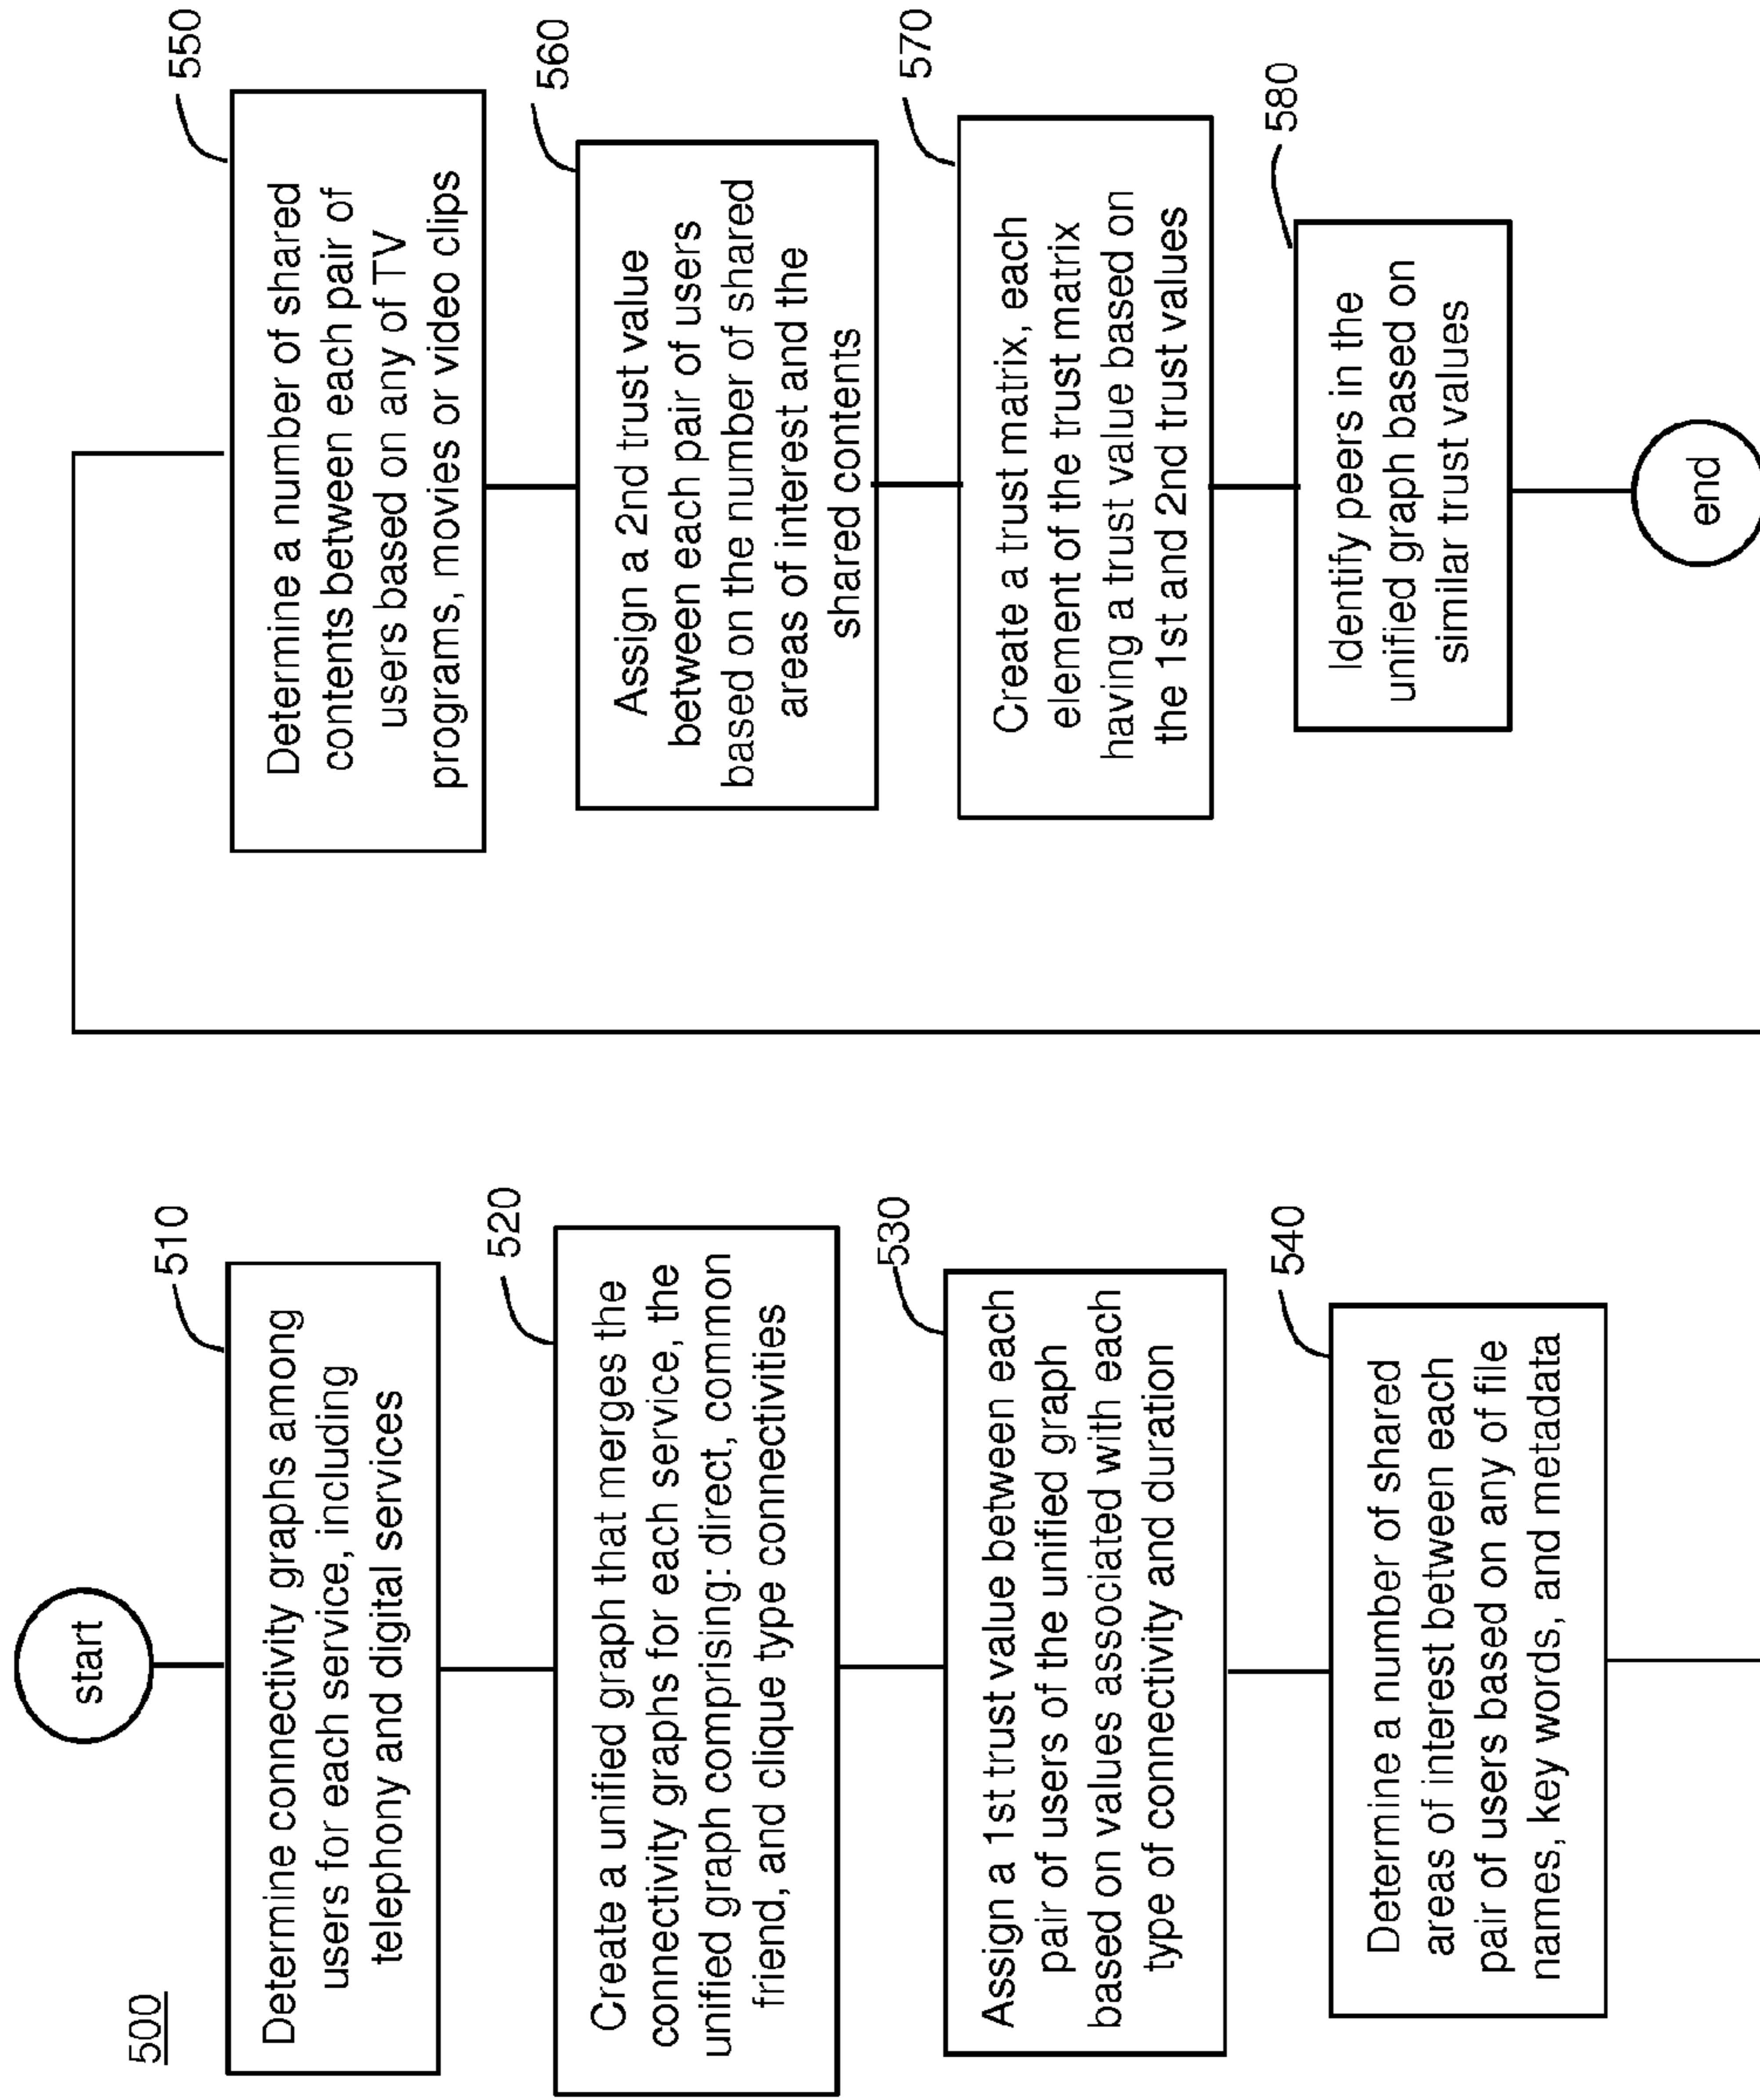 500
start
510
Determine connectivity graphs among
users for each service, including
telephony and digital services
520
Create a unified graph that merges the
connectivity graphs for each service, the
unified graph comprising: direct, common
friend, and clique type connectivities
530
Assign a 1st trust value between each
pair of users of the unified graph
based on values associated with each
type of connectivity and duration
540
Determine a number of shared
areas of interest between each
pair of users based on any of file
names, key words, and metadata
550
Determine a number of shared
contents between each pair of
users based on any of TV
programs, movies or video clips
560
Assign a 2nd trust value
between each pair of users
based on the number of shared
areas of interest and the
shared contents
570
Create a trust matrix, each
element of the trust matrix
having a trust value based on
the 1st and 2nd trust values
580
Identify peers in the
unified graph based on
similar trust values
end